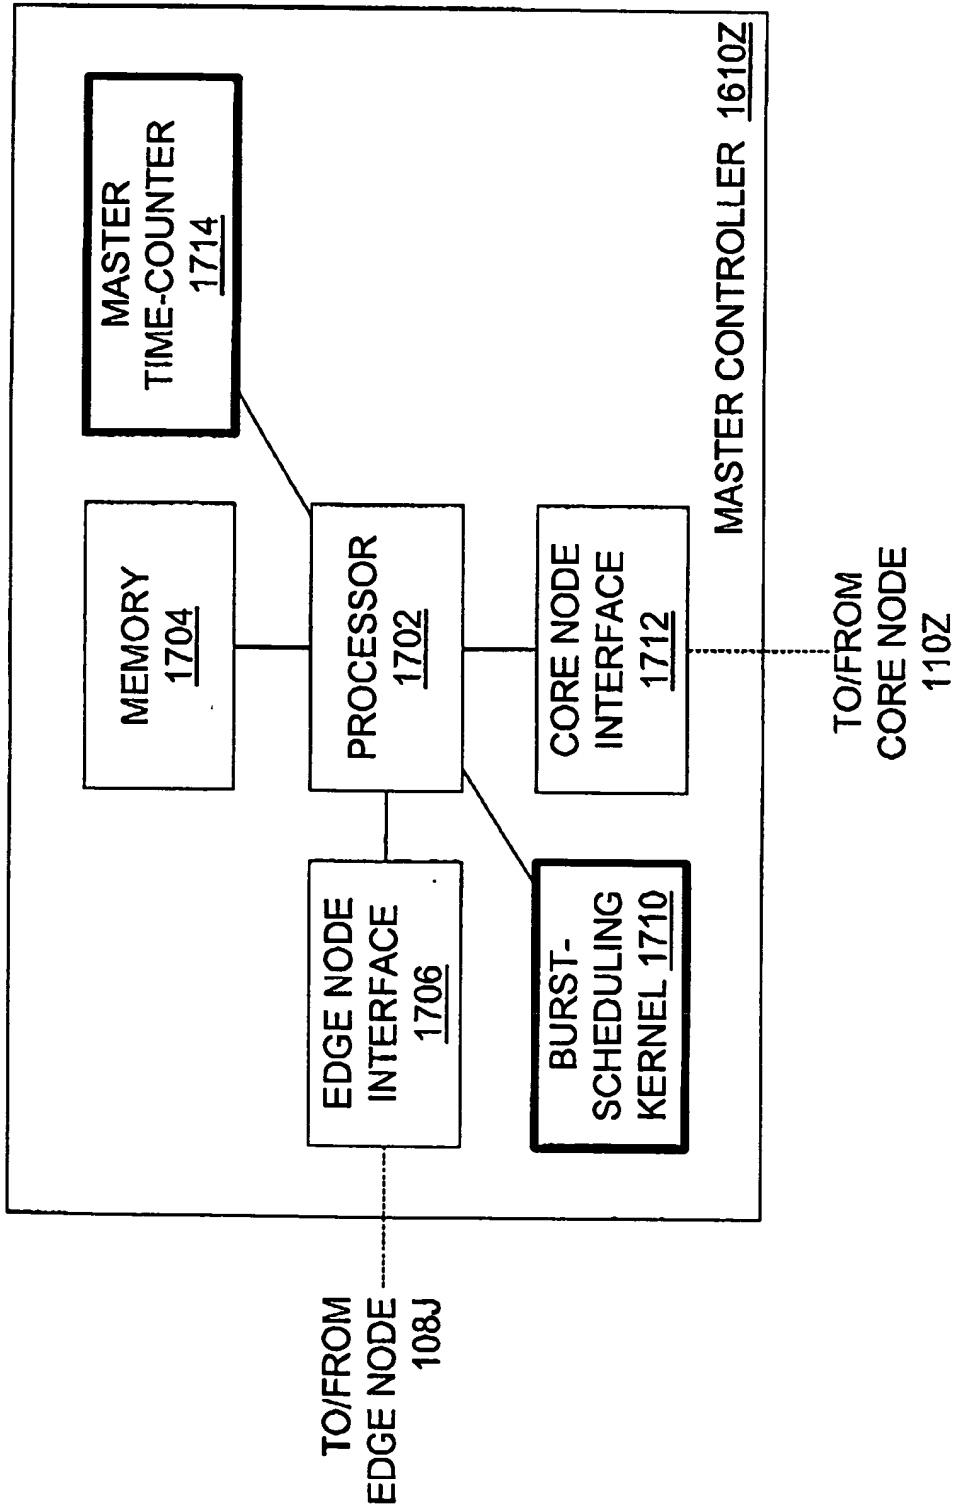 MASTER
TIME-COUNTER
1714
MEMORY
1704
PROCESSOR
1702
CORE NODE
INTERFACE
1712
EDGE NODE
INTERFACE
1706
BURST-
SCHEDULING
KERNEL 1710
MASTER CONTROLLER 1610Z
TO/FROM
EDGE NODE
108J
TO/FROM
CORE NODE
110Z